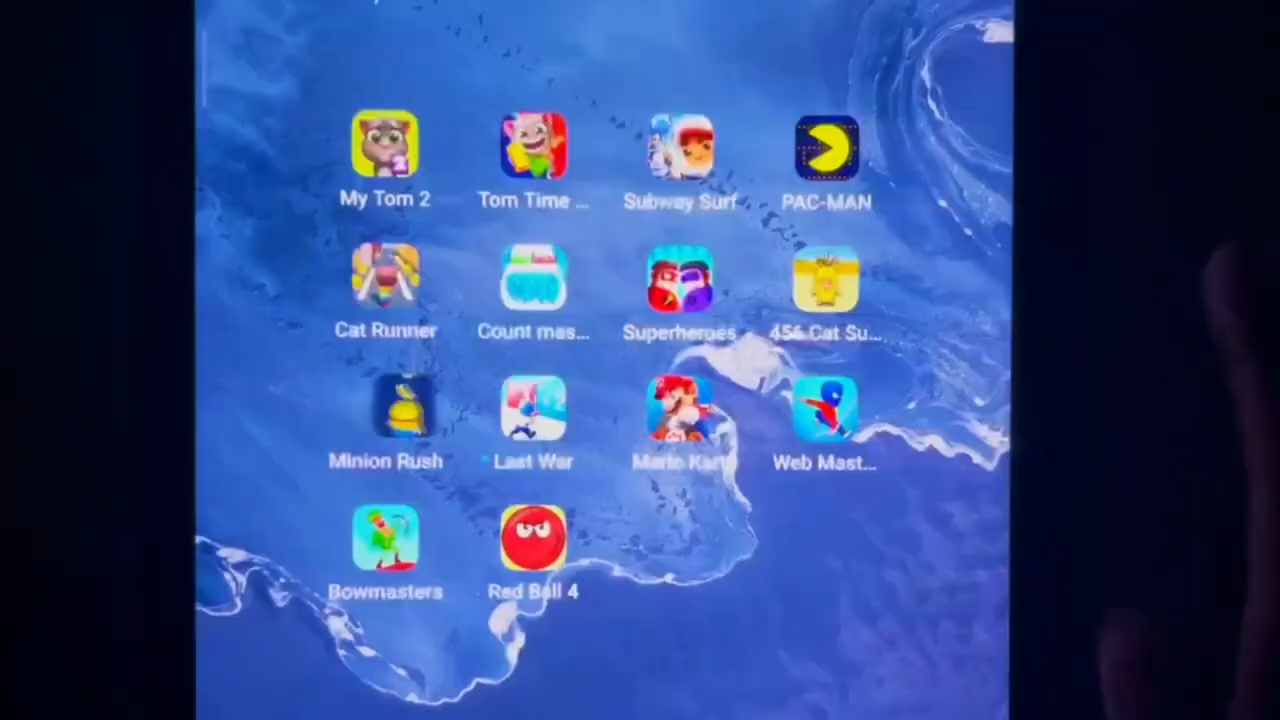 My Tom 2
Tom Time ...
Subway Surf
PAC-MAN
Cat Runner
Count mas...
Superheroes
456 Cat Su...
Minion Rush
Last War
Mario Kart
Web Mast...
Bowmasters
Red Ball 4